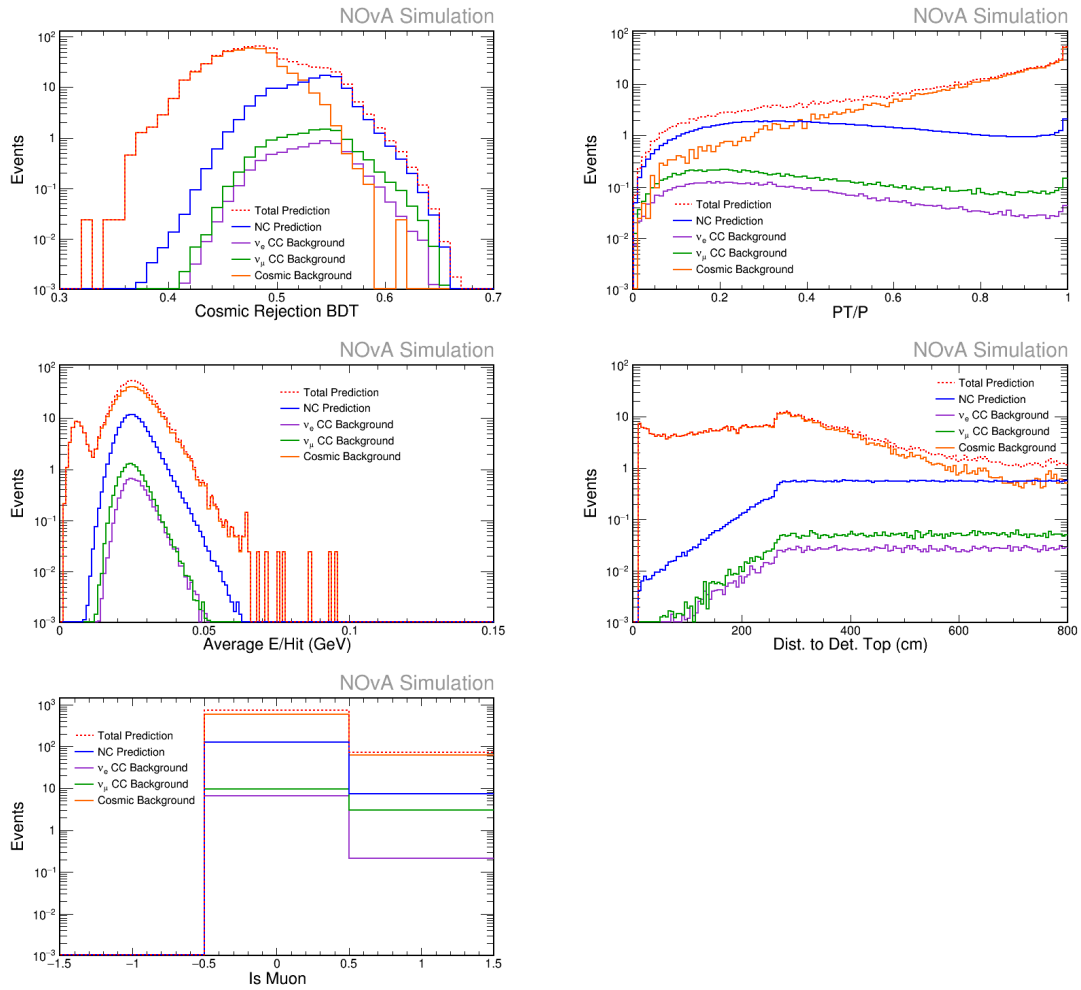 NOvA Simulation
Events
10²
10
1
10⁻¹
10⁻²
10⁻³
Total Prediction
NC Prediction
νe CC Background
νμ CC Background
Cosmic Background
0.3 0.4 0.5 0.6 0.7
Cosmic Rejection BDT
NOvA Simulation
Events
10²
10
1
10⁻¹
10⁻²
10⁻³
Total Prediction
NC Prediction
νe CC Background
νμ CC Background
Cosmic Background
0 0.2 0.4 0.6 0.8 1
PT/P
NOvA Simulation
Events
10²
10
1
10⁻¹
10⁻²
10⁻³
Total Prediction
NC Prediction
νe CC Background
νμ CC Background
Cosmic Background
0 0.05 0.1 0.15
Average E/Hit (GeV)
NOvA Simulation
Events
10²
10
1
10⁻¹
10⁻²
10⁻³
Total Prediction
NC Prediction
νe CC Background
νμ CC Background
Cosmic Background
0 200 400 600 800
Dist. to Det. Top (cm)
NOvA Simulation
Events
10³
10²
10
1
10⁻¹
10⁻²
10⁻³
Total Prediction
NC Prediction
νe CC Background
νμ CC Background
Cosmic Background
−1.5 −1 −0.5 0 0.5 1 1.5
Is Muon